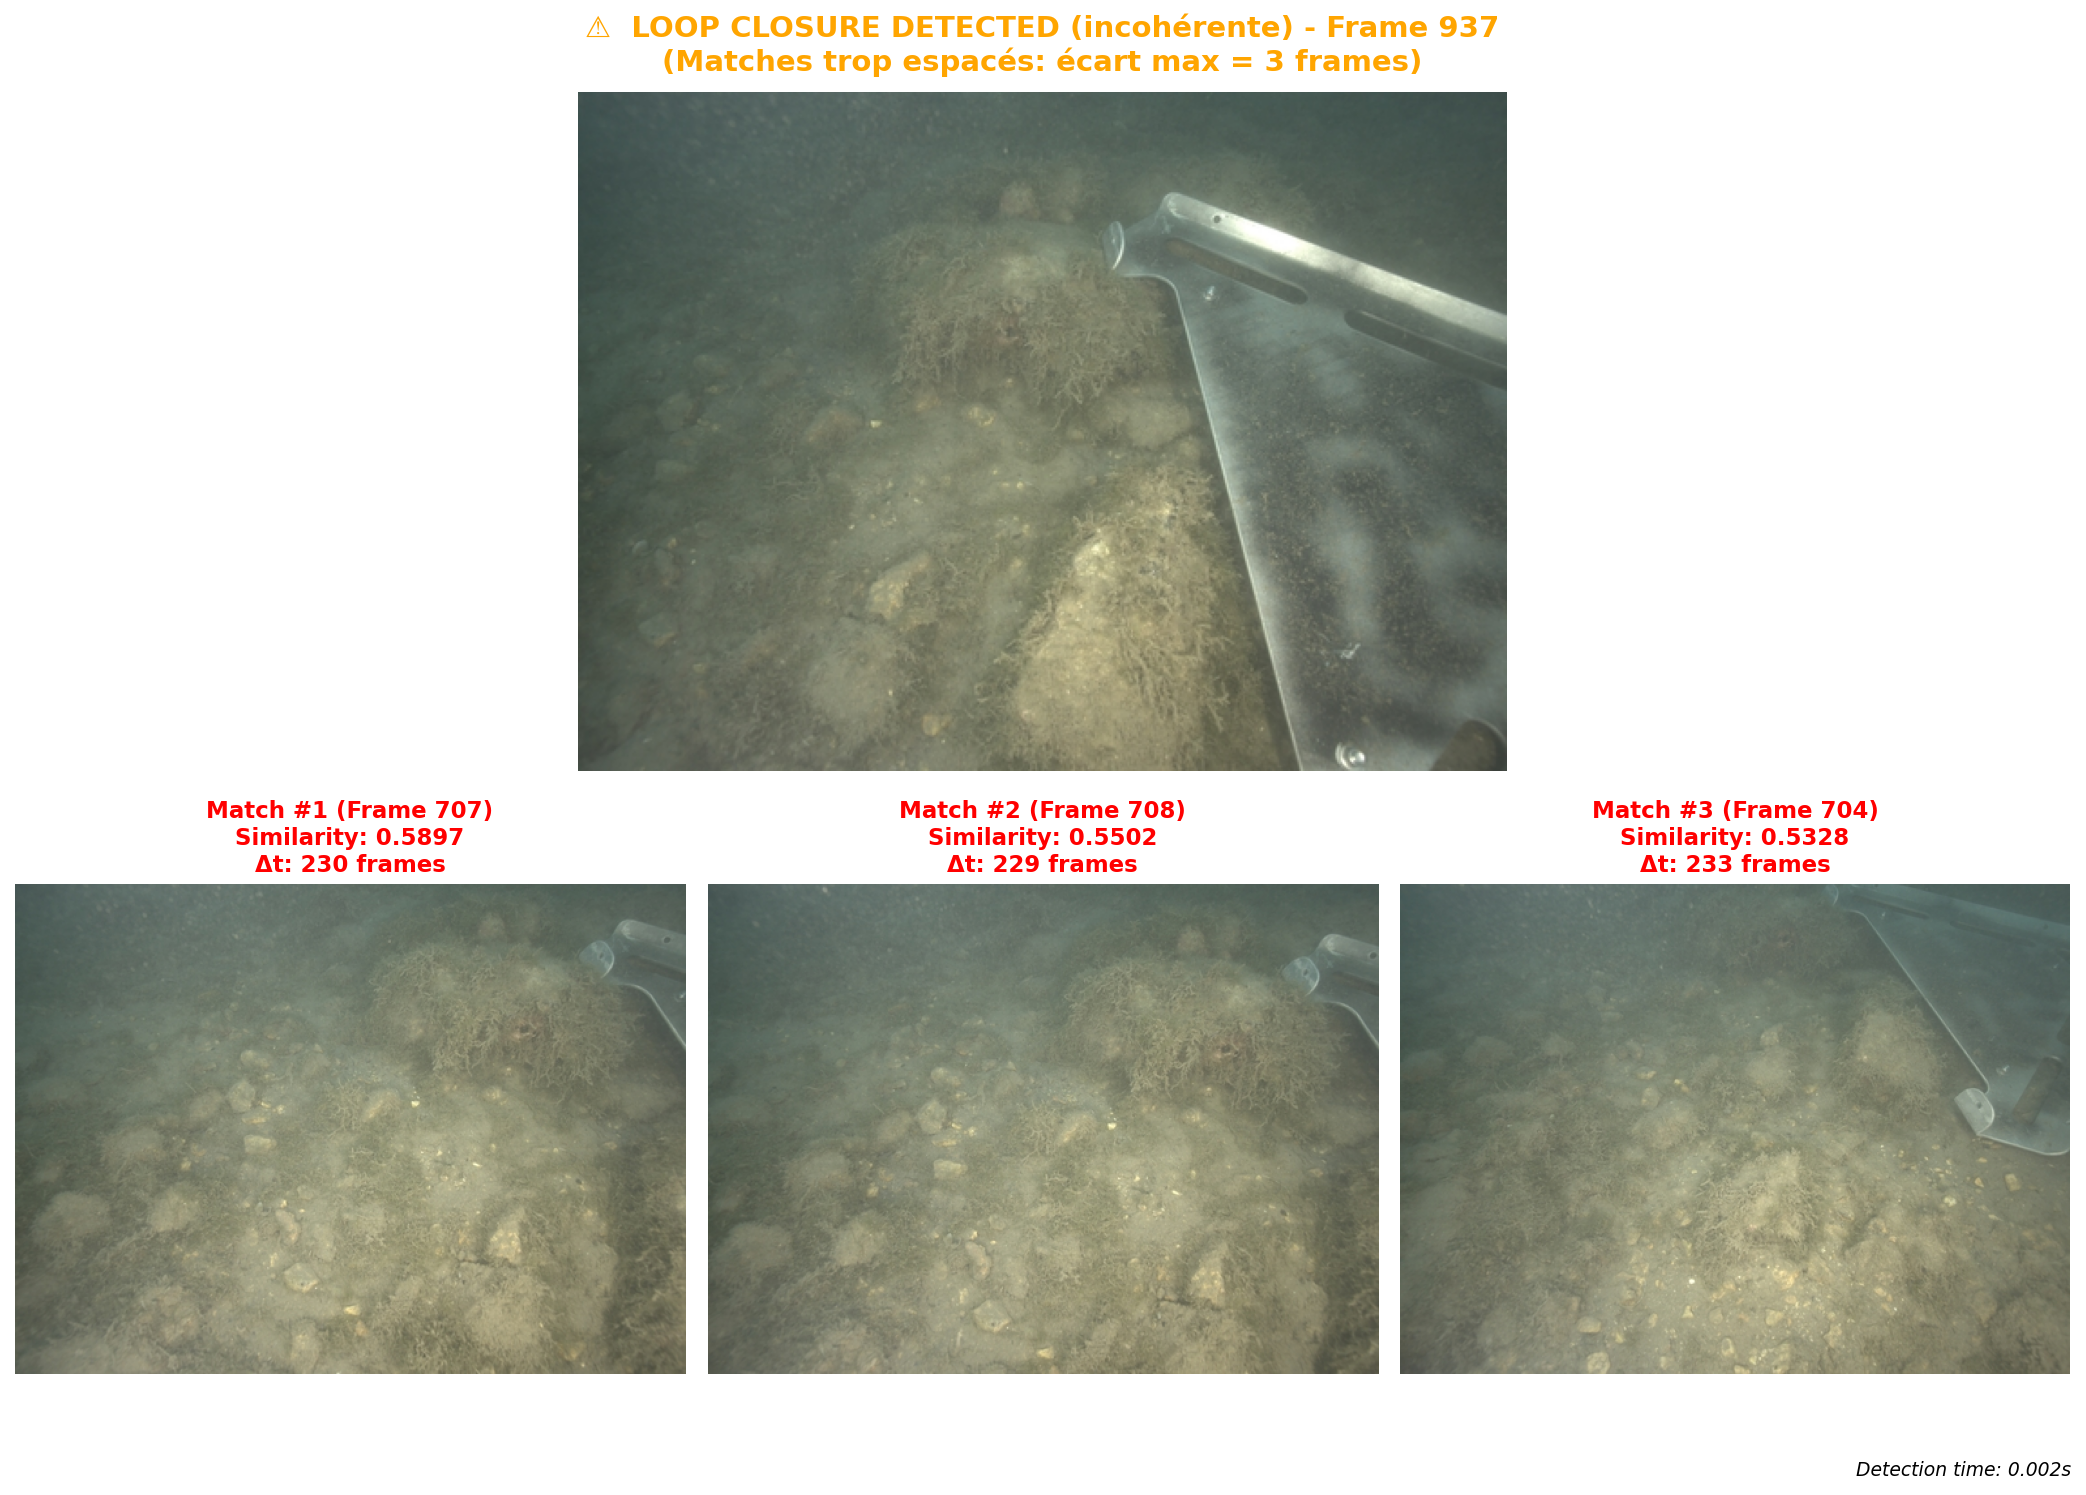 ⚠ LOOP CLOSURE DETECTED (incohérente) - Frame 937
(Matches trop espacés: écart max = 3 frames)
Match #1 (Frame 707)
Similarity: 0.5897
Δt: 230 frames
Match #2 (Frame 708)
Similarity: 0.5502
Δt: 229 frames
Match #3 (Frame 704)
Similarity: 0.5328
Δt: 233 frames
Detection time: 0.002s